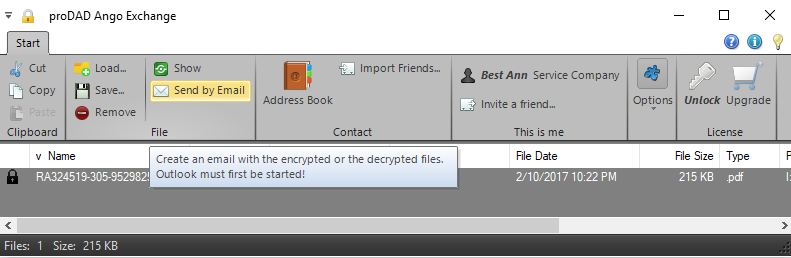 proDAD Ango Exchange
Start
Cut
Copy
Paste
Clipboard
Load...
Save...
Remove
Show
Send by Email
File
Address Book
Import Friends...
Contact
Best Ann Service Company
Invite a friend...
This is me
Options
Unlock
Upgrade
License
v Name
File Date
File Size
Type
RA324519-305-9529825
2/10/2017 10:22 PM
215 KB
.pdf
Create an email with the encrypted or the decrypted files.
Outlook must first be started!
Files: 1 Size: 215 KB